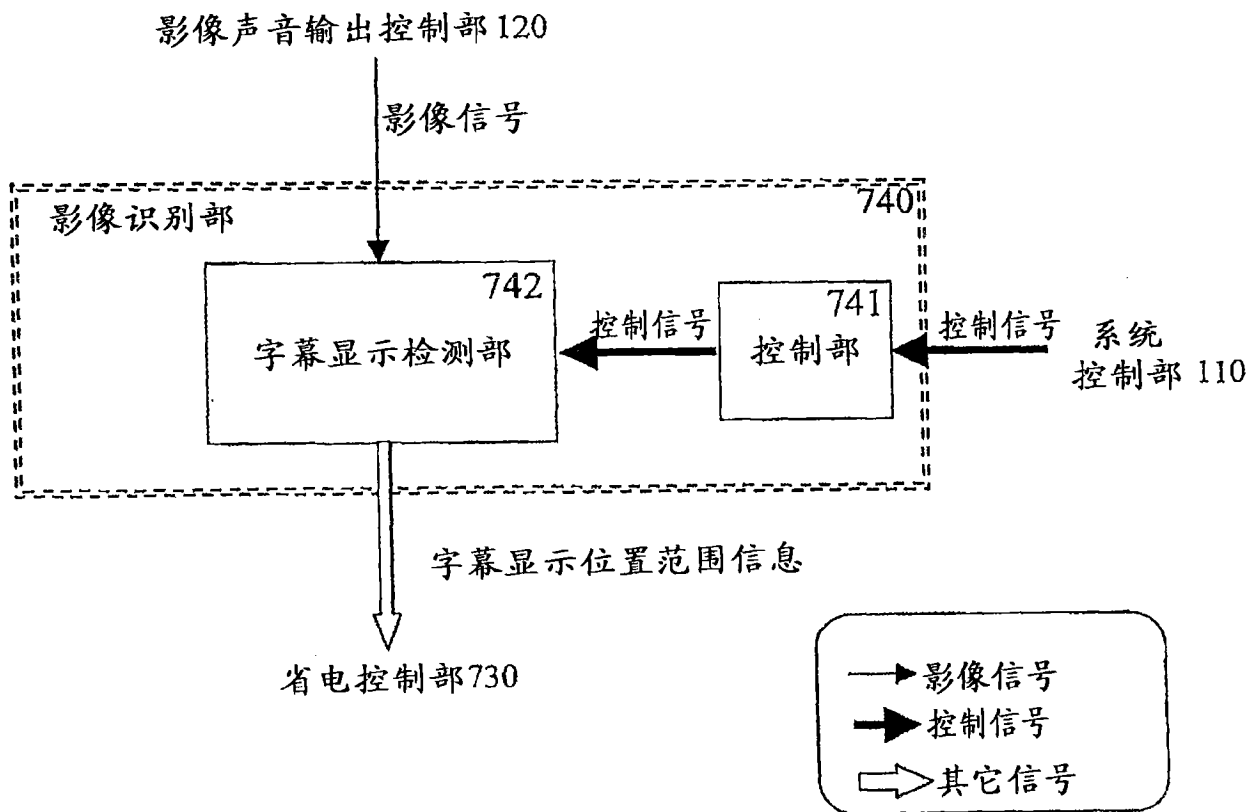 影像声音输出控制部120
影像信号
影像识别部
740
742
字幕显示检测部
控制信号
741
控制部
控制信号
系统
控制部 110
字幕显示位置范围信息
省电控制部730
影像信号
控制信号
其它信号